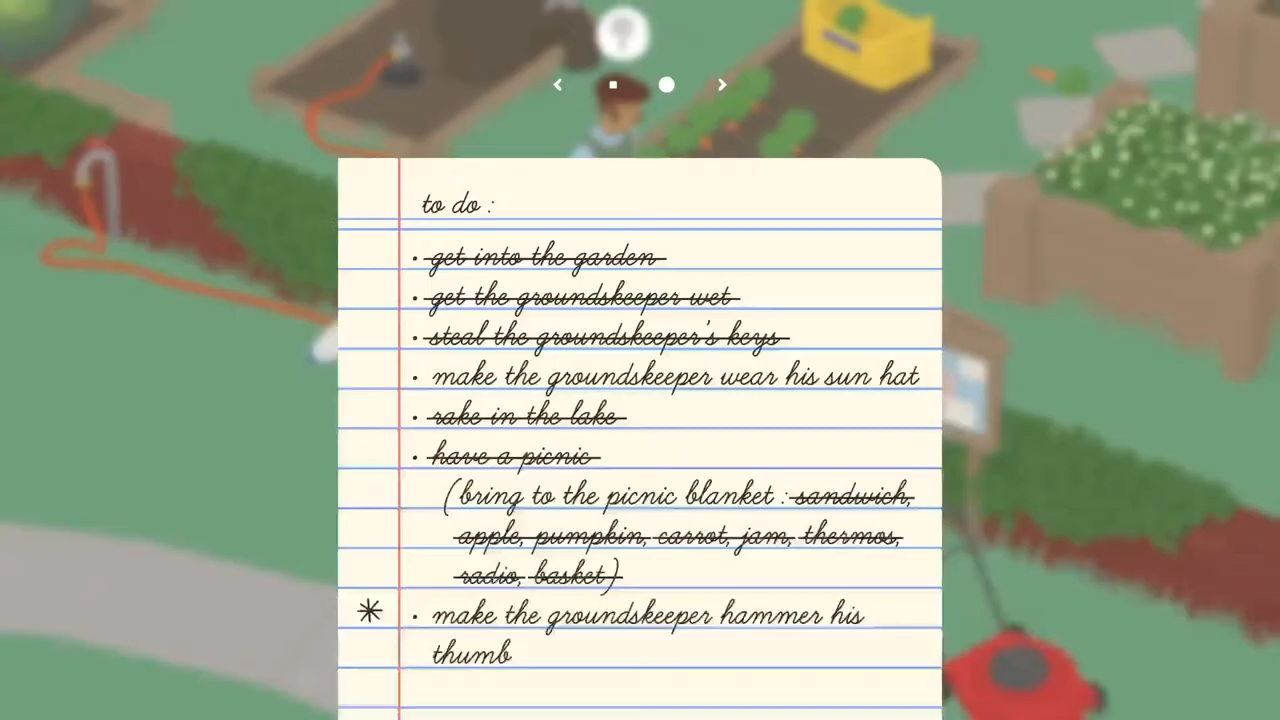 to do :
• get into the garden
• get the groundskeeper wet
• steal the groundskeeper's keys
• make the groundskeeper wear his sun hat
• rake in the lake
• have a picnic
(bring to the picnic blanket : sandwich,
apple, pumpkin, carrot, jam, thermos,
radio, basket)
• make the groundskeeper hammer his
thumb